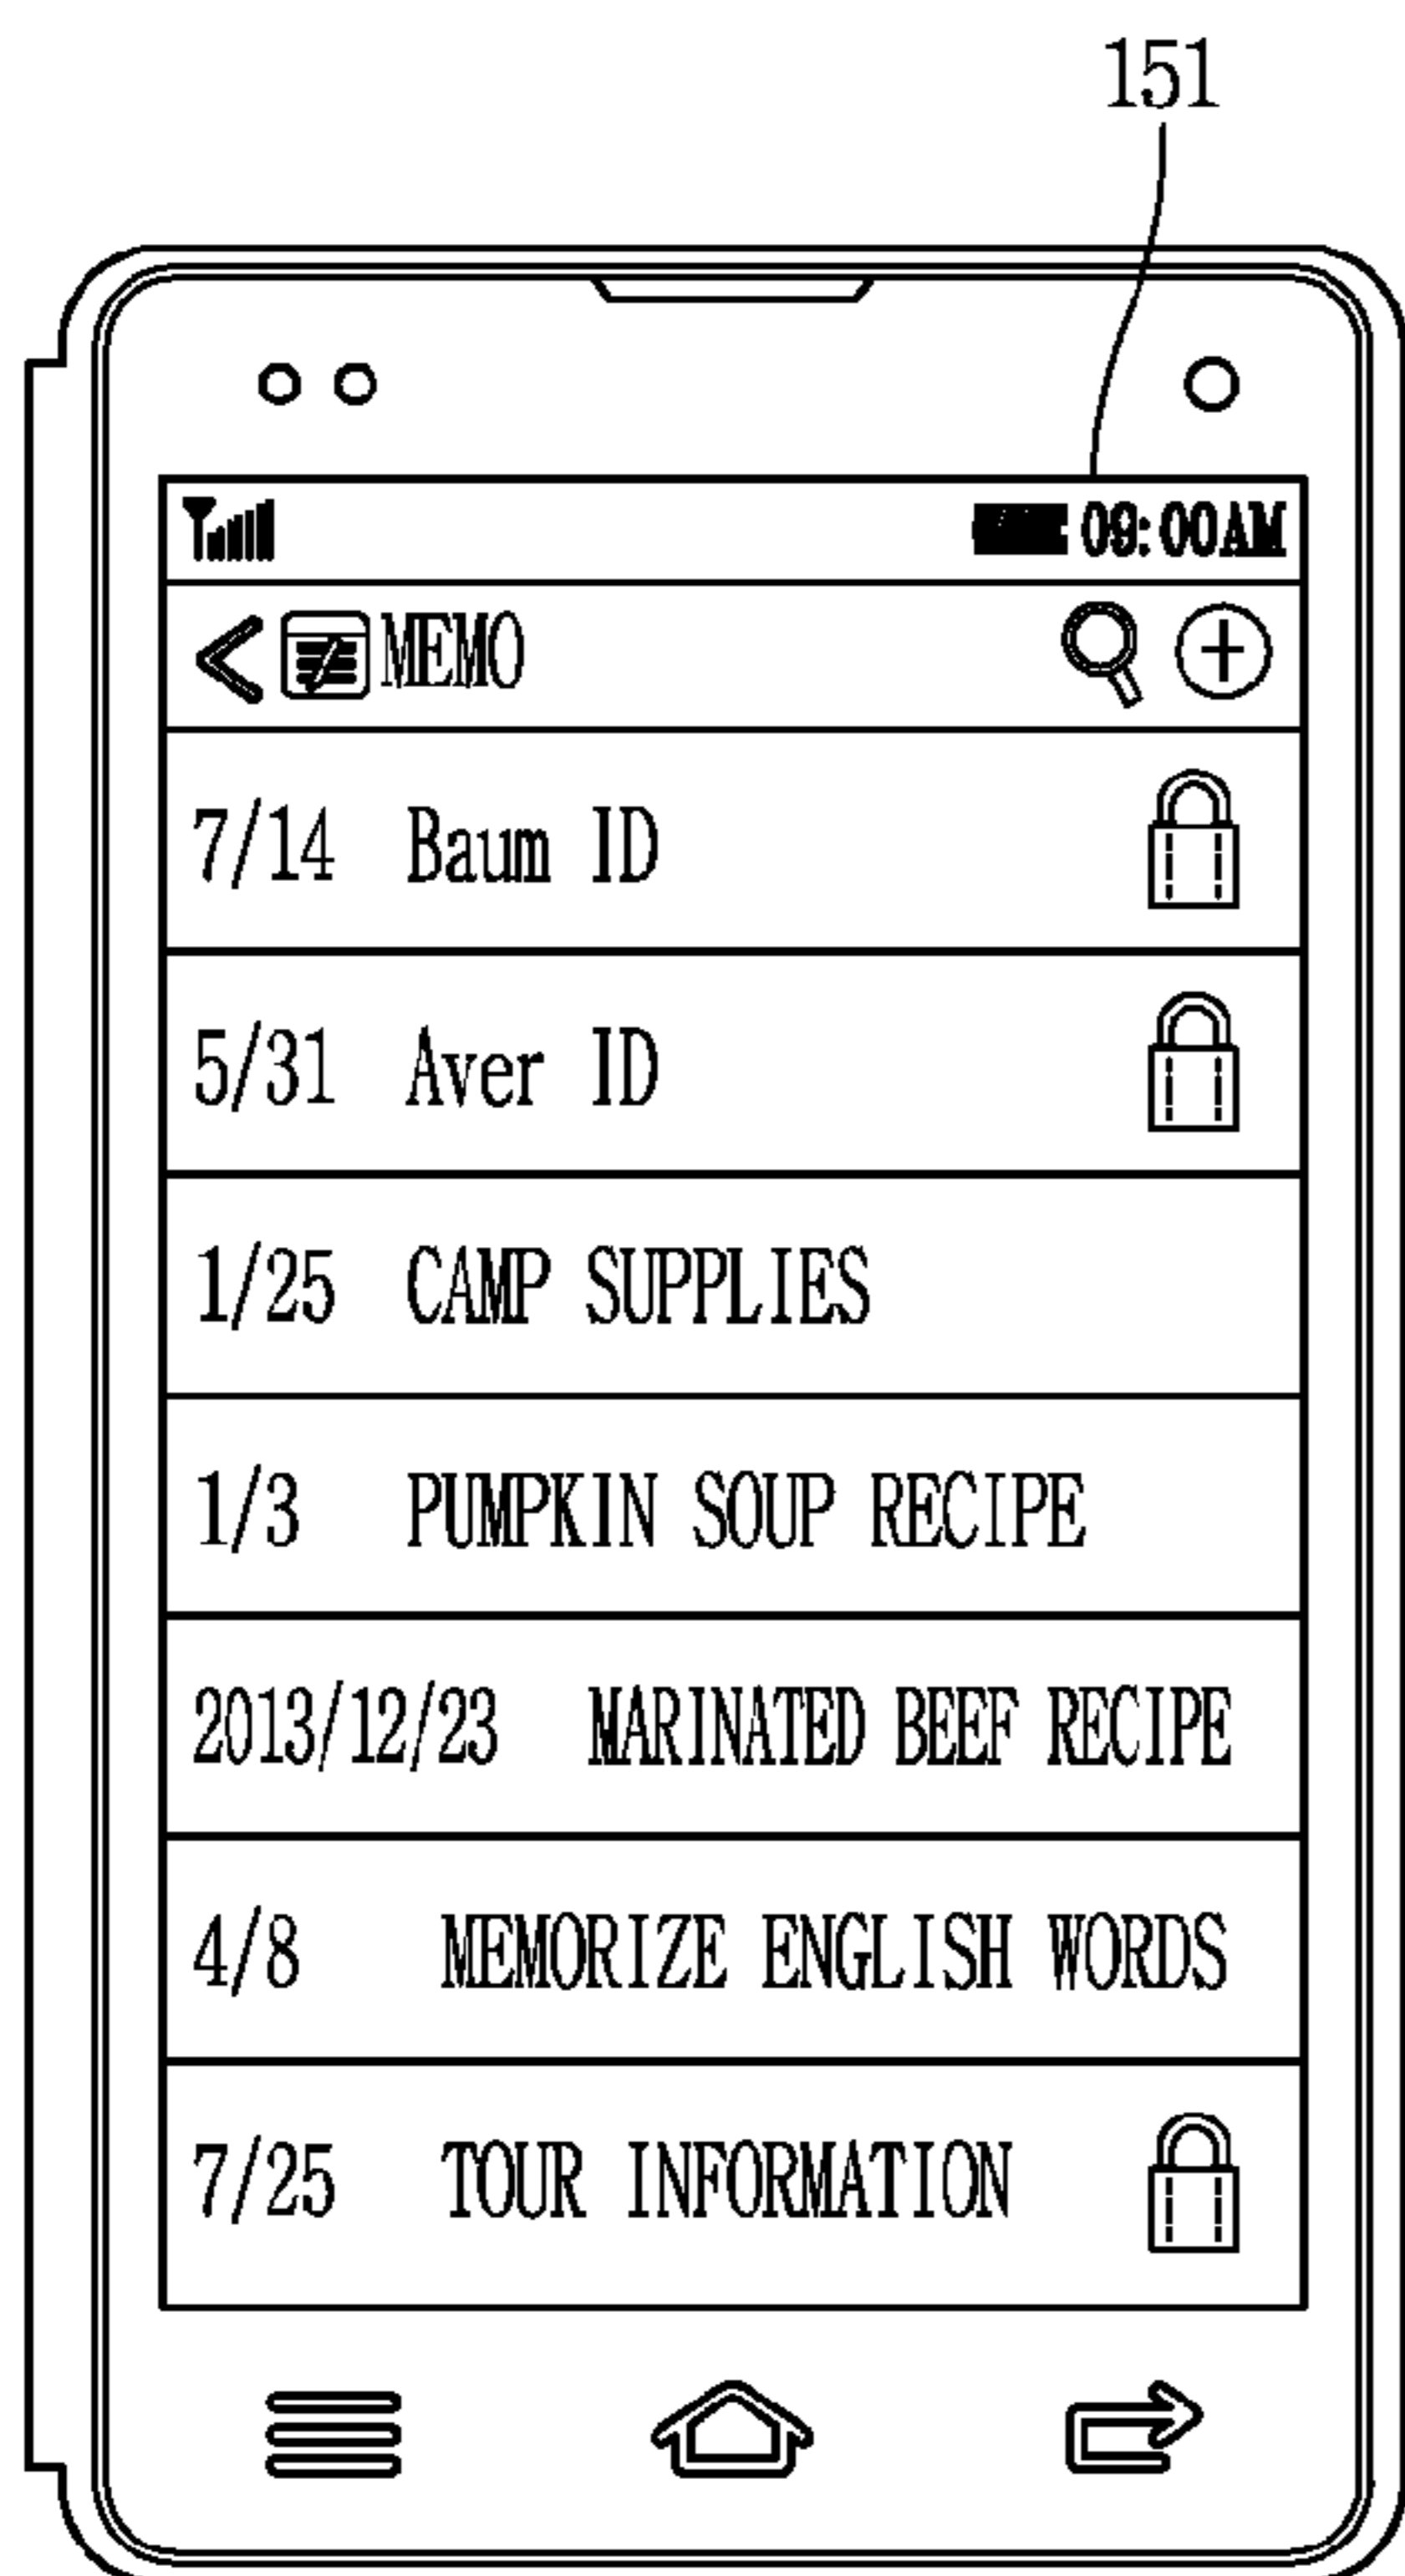 151
09:00AM
MEMO
7/14 Baum ID
5/31 Aver ID
1/25 CAMP SUPPLIES
1/3 PUMPKIN SOUP RECIPE
2013/12/23 MARINATED BEEF RECIPE
4/8 MEMORIZE ENGLISH WORDS
7/25 TOUR INFORMATION